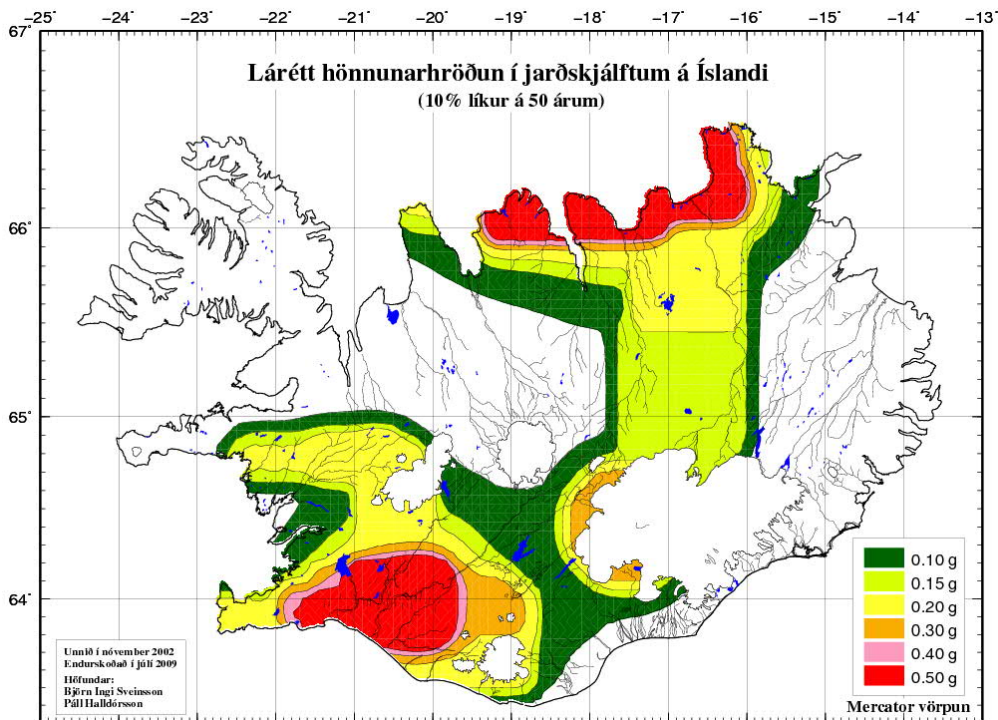 −25˚ −24˚ −23˚ −22˚ −21˚ −20˚ −19˚ −18˚ −17˚ −16˚ −15˚ −14˚ −13˚
67˚
Lárétt hönnunarhröðun í jarðskjálftum á Íslandi
(10% líkur á 50 árum)
66˚
65˚
64˚
0.10 g
0.15 g
0.20 g
0.30 g
0.40 g
0.50 g
Unnið í nóvember 2002
Endurskoðað í júlí 2009
Höfundar:
Björn Ingi Sveinsson
Páll Halldórsson
Mercator vörpun